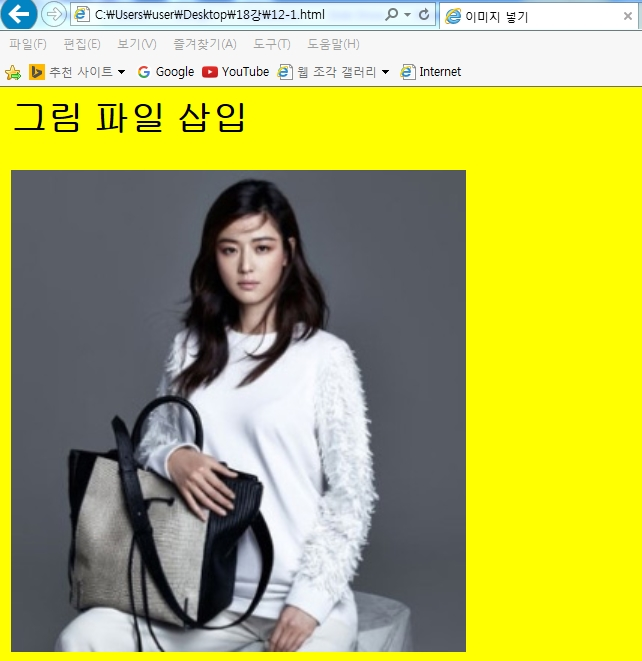 C:₩Users₩user₩Desktop₩18강₩12-1.html
이미지 넣기
파일(F) 편집(E) 보기(V) 즐겨찾기(A) 도구(T) 도움말(H)
추천 사이트 Google YouTube 웹 조각 갤러리 Internet
그림 파일 삽입